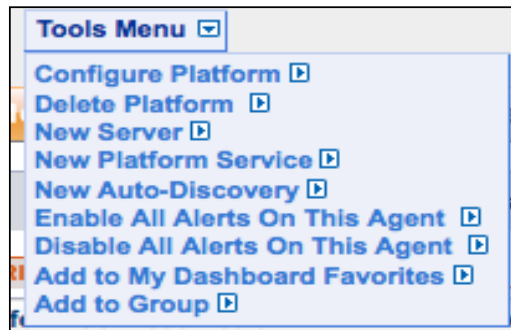 Tools Menu
Configure Platform
Delete Platform
New Server
New Platform Service
New Auto-Discovery
Enable All Alerts On This Agent
Disable All Alerts On This Agent
Add to My Dashboard Favorites
Add to Group